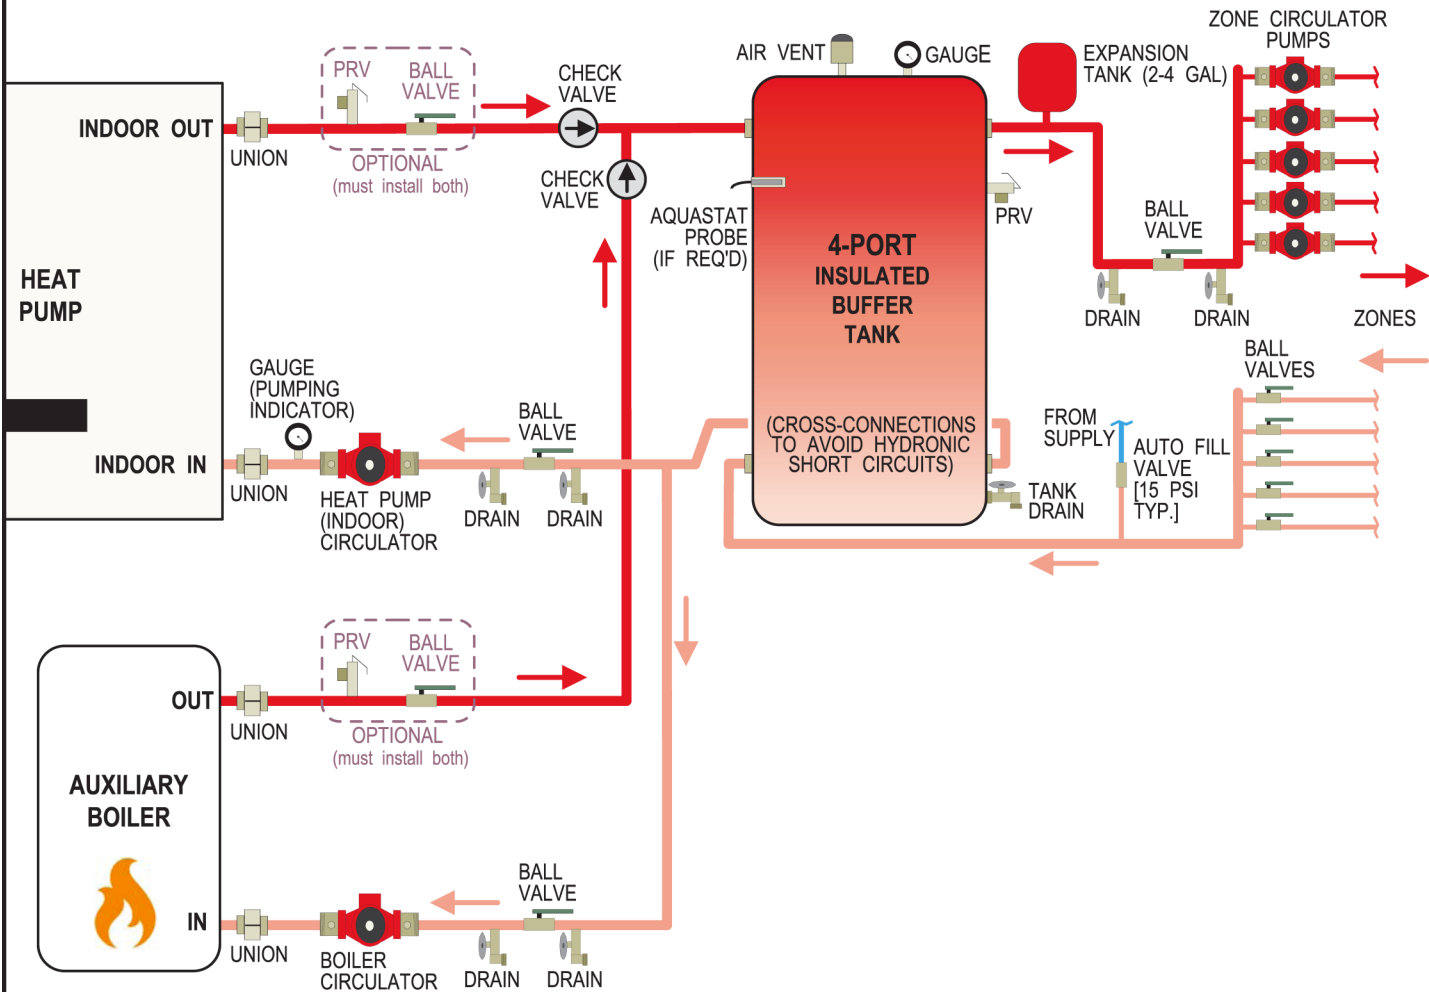 ZONE CIRCULATOR
PUMPS
AIR VENT
GAUGE
EXPANSION
TANK (2-4 GAL)
PRV
BALL
VALVE
CHECK
VALVE
INDOOR OUT
UNION
OPTIONAL
(must install both)
CHECK
VALVE
AQUASTAT
PROBE
(IF REQ'D)
PRV
BALL
VALVE
4-PORT
INSULATED
BUFFER
TANK
HEAT
PUMP
DRAIN
DRAIN
ZONES
BALL
VALVES
GAUGE
(PUMPING
INDICATOR)
BALL
VALVE
(CROSS-CONNECTIONS
TO AVOID HYDRONIC
SHORT CIRCUITS)
FROM
SUPPLY
AUTO FILL
VALVE
[15 PSI
TYP.]
INDOOR IN
UNION
HEAT PUMP
(INDOOR)
CIRCULATOR
DRAIN
DRAIN
TANK
DRAIN
PRV
BALL
VALVE
OUT
UNION
OPTIONAL
(must install both)
AUXILIARY
BOILER
BALL
VALVE
IN
UNION
BOILER
CIRCULATOR
DRAIN
DRAIN